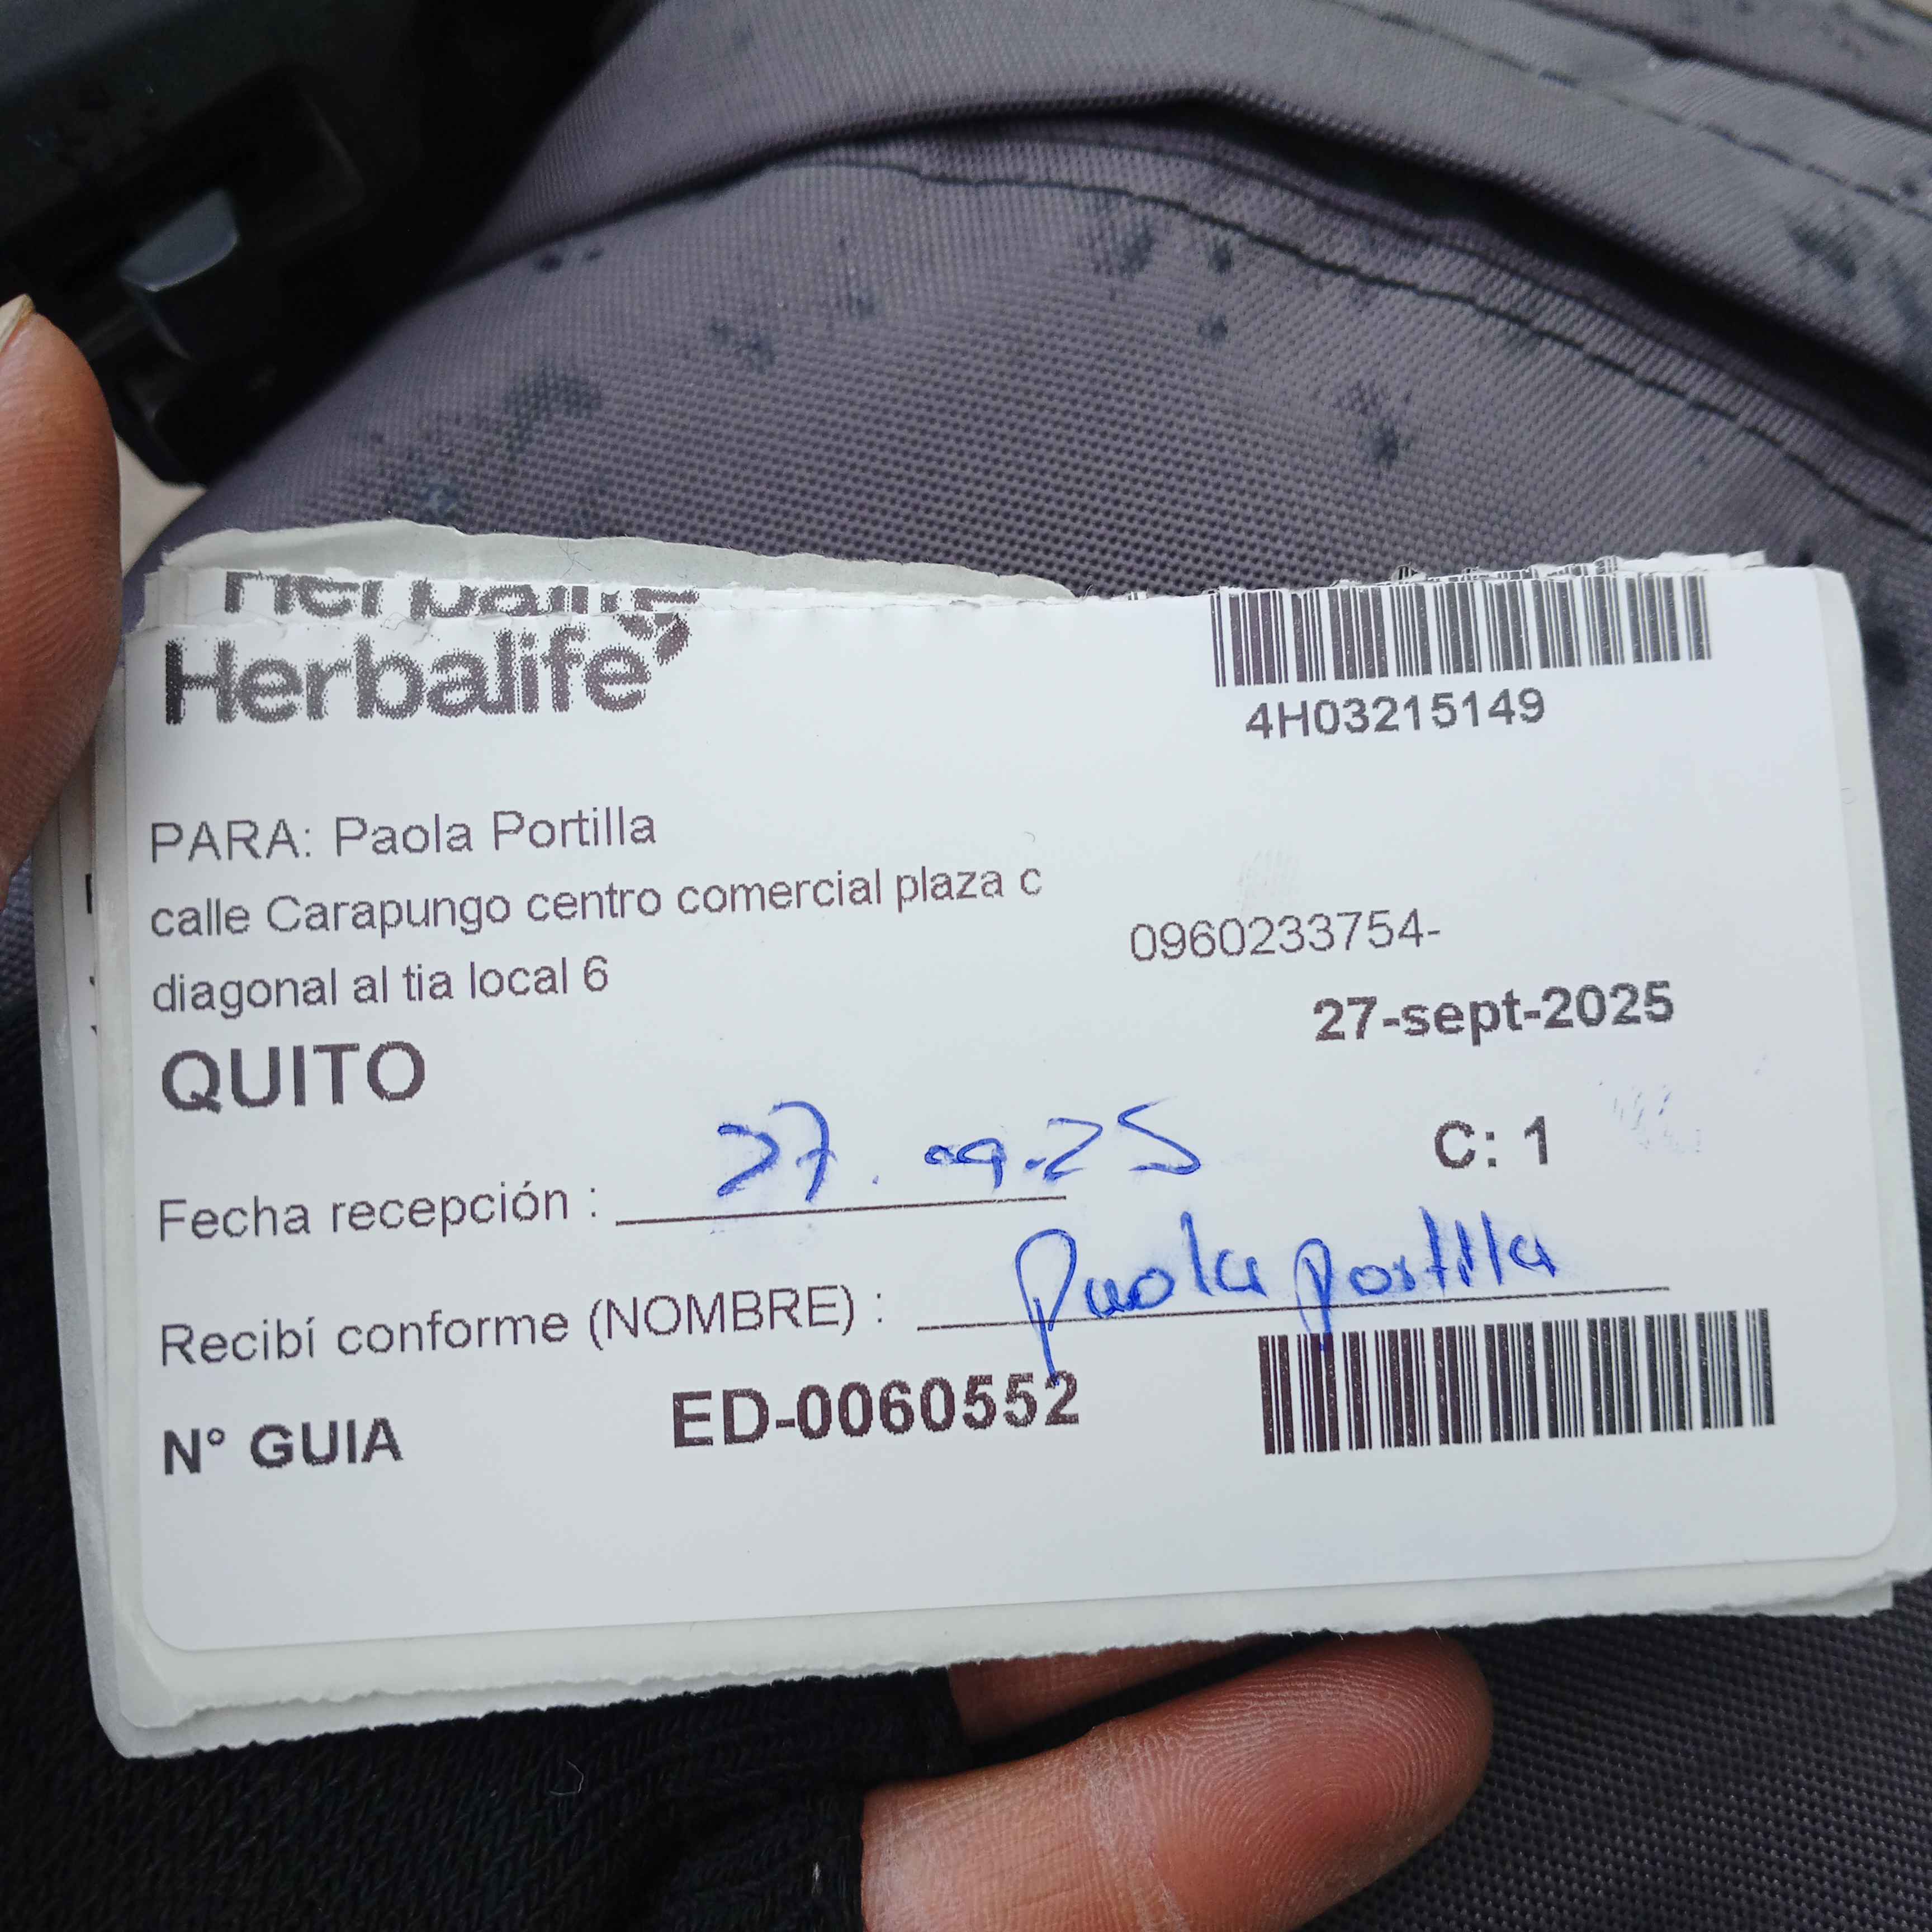 Herbalife
Herbalife
4H03215149
PARA: Paola Portilla
calle Carapungo centro comercial plaza c
0960233754-
diagonal al tia local 6
27-sept-2025
QUITO
C: 1
Fecha recepción : 27.09.25
Recibí conforme (NOMBRE) : Paola Portilla
N° GUIA ED-0060552